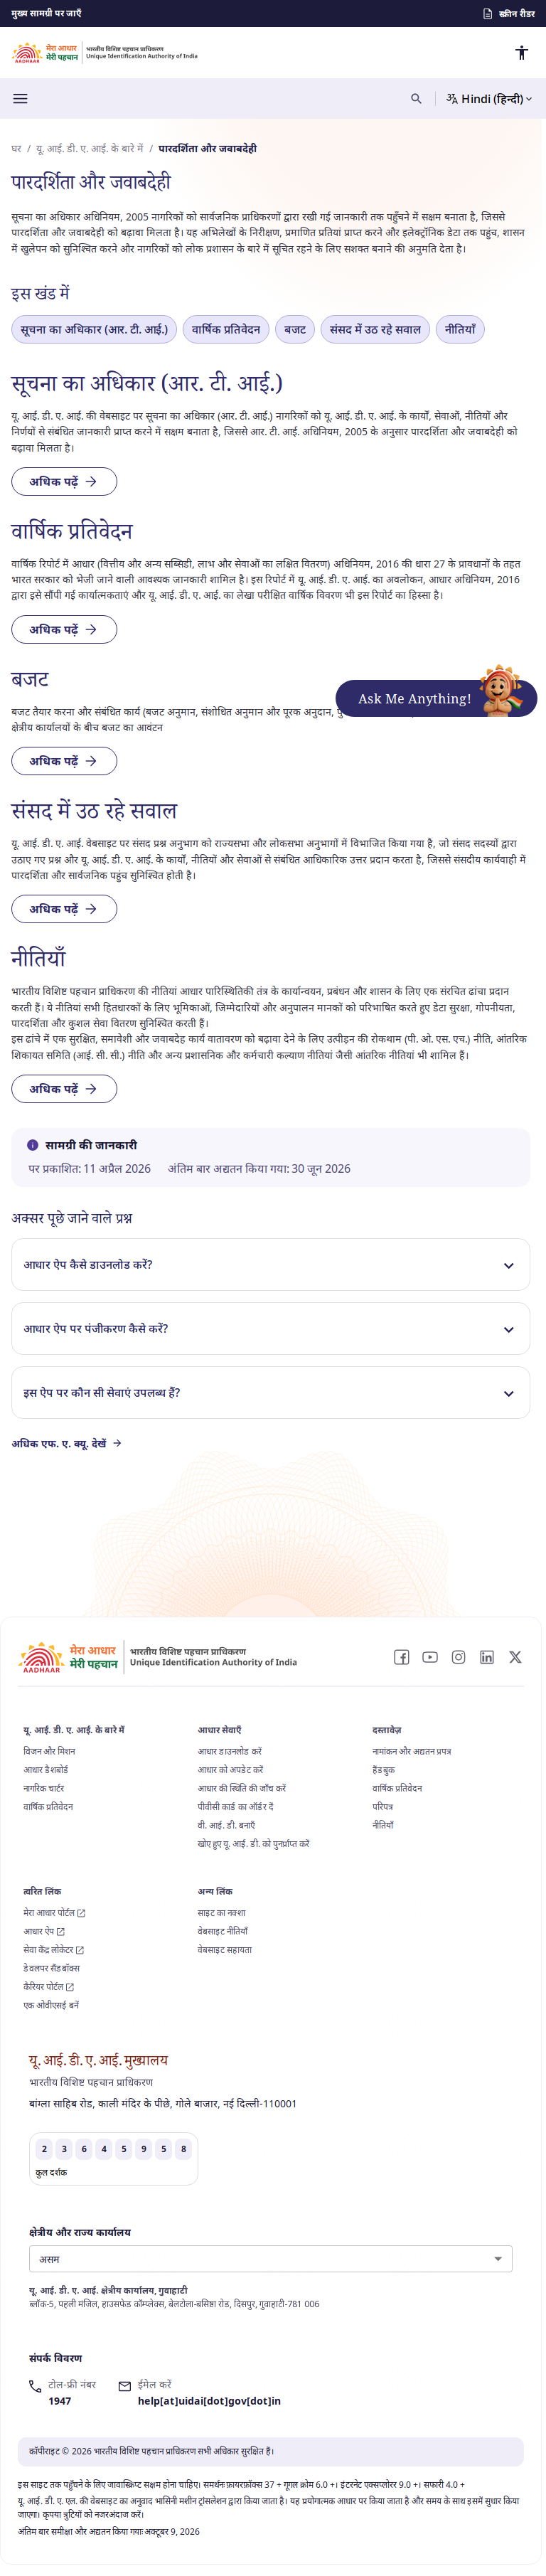 मुख्य सामग्री पर जाएँ
स्क्रीन रीडर
AADHAAR
मेरा आधार
मेरी पहचान
भारतीय विशिष्ट पहचान प्राधिकरण
Unique Identification Authority of India
Hindi (हिन्दी)
घर / यू. आई. डी. ए. आई. के बारे में / पारदर्शिता और जवाबदेही
पारदर्शिता और जवाबदेही
सूचना का अधिकार अधिनियम, 2005 नागरिकों को सार्वजनिक प्राधिकरणों द्वारा रखी गई जानकारी तक पहुँचने में सक्षम बनाता है, जिससे
पारदर्शिता और जवाबदेही को बढ़ावा मिलता है। यह अभिलेखों के निरीक्षण, प्रमाणित प्रतियां प्राप्त करने और इलेक्ट्रॉनिक डेटा तक पहुंच, शासन
में खुलेपन को सुनिश्चित करने और नागरिकों को लोक प्रशासन के बारे में सूचित रहने के लिए सशक्त बनाने की अनुमति देता है।
इस खंड में
सूचना का अधिकार (आर. टी. आई.)
वार्षिक प्रतिवेदन
बजट
संसद में उठ रहे सवाल
नीतियाँ
सूचना का अधिकार (आर. टी. आई.)
यू. आई. डी. ए. आई. की वेबसाइट पर सूचना का अधिकार (आर. टी. आई.) नागरिकों को यू. आई. डी. ए. आई. के कार्यों, सेवाओं, नीतियों और
निर्णयों से संबंधित जानकारी प्राप्त करने में सक्षम बनाता है, जिससे आर. टी. आई. अधिनियम, 2005 के अनुसार पारदर्शिता और जवाबदेही को
बढ़ावा मिलता है।
अधिक पढ़ें
वार्षिक प्रतिवेदन
वार्षिक रिपोर्ट में आधार (वित्तीय और अन्य सब्सिडी, लाभ और सेवाओं का लक्षित वितरण) अधिनियम, 2016 की धारा 27 के प्रावधानों के तहत
भारत सरकार को भेजी जाने वाली आवश्यक जानकारी शामिल है। इस रिपोर्ट में यू. आई. डी. ए. आई. का अवलोकन, आधार अधिनियम, 2016
द्वारा इसे सौंपी गई कार्यात्मकताएं और यू. आई. डी. ए. आई. का लेखा परीक्षित वार्षिक विवरण भी इस रिपोर्ट का हिस्सा है।
अधिक पढ़ें
बजट
Ask Me Anything!
बजट तैयार करना और संबंधित कार्य (बजट अनुमान, संशोधित अनुमान और पूरक अनुदान,
क्षेत्रीय कार्यालयों के बीच बजट का आवंटन
अधिक पढ़ें
संसद में उठ रहे सवाल
यू. आई. डी. ए. आई. वेबसाइट पर संसद प्रश्न अनुभाग को राज्यसभा और लोकसभा अनुभागों में विभाजित किया गया है, जो संसद सदस्यों द्वारा
उठाए गए प्रश्न और यू. आई. डी. ए. आई. के कार्यों, नीतियों और सेवाओं से संबंधित आधिकारिक उत्तर प्रदान करता है, जिससे संसदीय कार्यवाही में
पारदर्शिता और सार्वजनिक पहुंच सुनिश्चित होती है।
अधिक पढ़ें
नीतियाँ
भारतीय विशिष्ट पहचान प्राधिकरण की नीतियां आधार पारिस्थितिकी तंत्र के कार्यान्वयन, प्रबंधन और शासन के लिए एक संरचित ढांचा प्रदान
करती हैं। ये नीतियां सभी हितधारकों के लिए भूमिकाओं, जिम्मेदारियों और अनुपालन मानकों को परिभाषित करते हुए डेटा सुरक्षा, गोपनीयता,
पारदर्शिता और कुशल सेवा वितरण सुनिश्चित करती हैं।
इस ढांचे में एक सुरक्षित, समावेशी और जवाबदेह कार्य वातावरण को बढ़ावा देने के लिए उत्पीड़न की रोकथाम (पी. ओ. एस. एच.) नीति, आंतरिक
शिकायत समिति (आई. सी. सी.) नीति और अन्य प्रशासनिक और कर्मचारी कल्याण नीतियां जैसी आंतरिक नीतियां भी शामिल हैं।
अधिक पढ़ें
सामग्री की जानकारी
पर प्रकाशित: 11 अप्रैल 2026 अंतिम बार अद्यतन किया गया: 30 जून 2026
अक्सर पूछे जाने वाले प्रश्न
आधार ऐप कैसे डाउनलोड करें?
आधार ऐप पर पंजीकरण कैसे करें?
इस ऐप पर कौन सी सेवाएं उपलब्ध हैं?
अधिक एफ. ए. क्यू. देखें
AADHAAR
मेरा आधार
मेरी पहचान
भारतीय विशिष्ट पहचान प्राधिकरण
Unique Identification Authority of India
यू. आई. डी. ए. आई. के बारे में
विजन और मिशन
आधार डैशबोर्ड
नागरिक चार्टर
वार्षिक प्रतिवेदन
आधार सेवाएँ
आधार डाउनलोड करें
आधार को अपडेट करें
आधार की स्थिति की जाँच करें
पीवीसी कार्ड का ऑर्डर दें
वी. आई. डी. बनाएँ
खोए हुए यू. आई. डी. को पुनर्प्राप्त करें
दस्तावेज़
नामांकन और अद्यतन प्रपत्र
हैंडबुक
वार्षिक प्रतिवेदन
परिपत्र
नीतियाँ
त्वरित लिंक
मेरा आधार पोर्टल
आधार ऐप
सेवा केंद्र लोकेटर
डेवलपर सैंडबॉक्स
कैरियर पोर्टल
एक ओवीएसई बनें
अन्य लिंक
साइट का नक्शा
वेबसाइट नीतियाँ
वेबसाइट सहायता
यू. आई. डी. ए. आई. मुख्यालय
भारतीय विशिष्ट पहचान प्राधिकरण
बांग्ला साहिब रोड, काली मंदिर के पीछे, गोले बाजार, नई दिल्ली-110001
2 3 6 4 5 9 5 8
कुल दर्शक
क्षेत्रीय और राज्य कार्यालय
असम
यू. आई. डी. ए. आई. क्षेत्रीय कार्यालय, गुवाहाटी
ब्लॉक-5, पहली मंजिल, हाउसफेड कॉम्प्लेक्स, बेलटोला-बसिष्ठा रोड, दिसपुर, गुवाहाटी-781 006
संपर्क विवरण
टोल-फ्री नंबर
1947
ईमेल करें
help[at]uidai[dot]gov[dot]in
कॉपीराइट © 2026 भारतीय विशिष्ट पहचान प्राधिकरण सभी अधिकार सुरक्षित हैं।
इस साइट तक पहुँचने के लिए जावास्क्रिप्ट सक्षम होना चाहिए। समर्थनः फ़ायरफ़ॉक्स 37 + गूगल क्रोम 6.0 +। इंटरनेट एक्सप्लोरर 9.0 +। सफारी 4.0 +
यू. आई. डी. ए. एल. की वेबसाइट का अनुवाद भासिनी मशीन ट्रांसलेशन द्वारा किया जाता है। यह प्रयोगात्मक आधार पर किया जाता है और समय के साथ इसमें सुधार किया
जाएगा। कृपया त्रुटियों को नजरअंदाज करें।
अंतिम बार समीक्षा और अद्यतन किया गयाः अक्टूबर 9, 2026